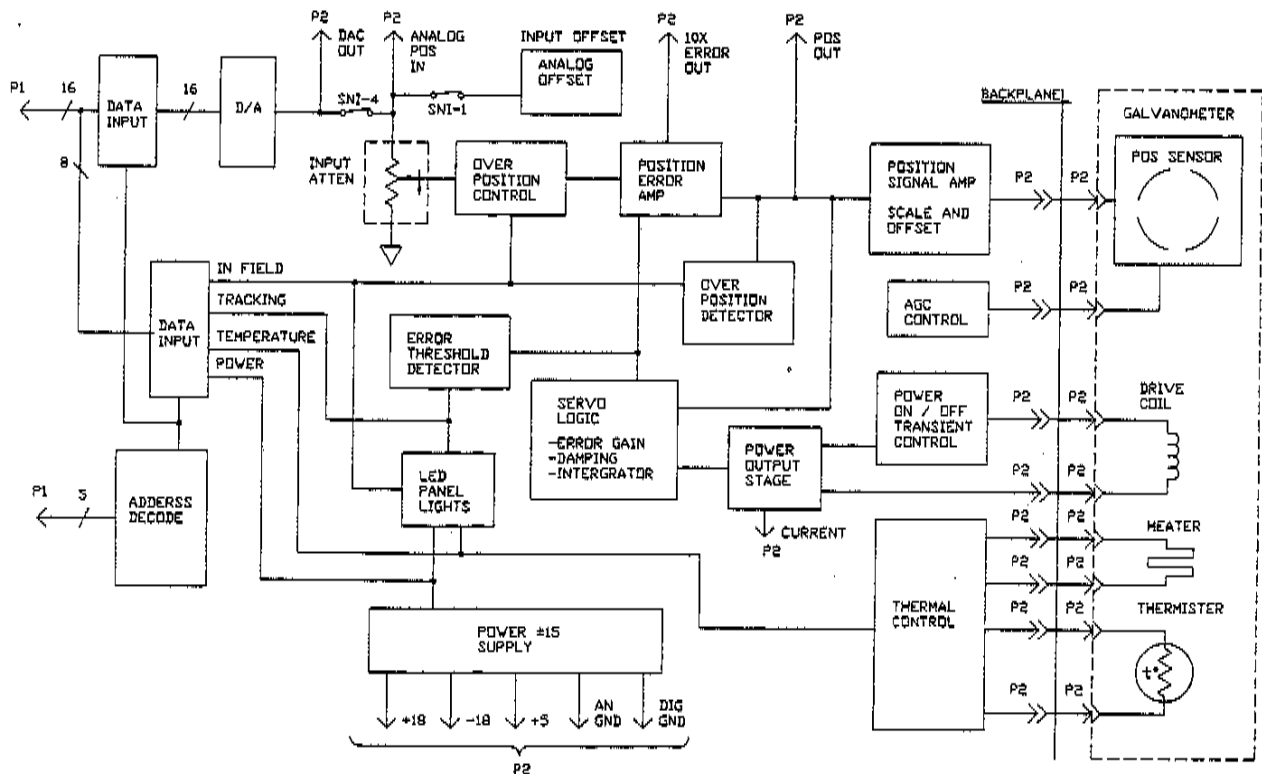 P2
P2
P2
P2
DAC
OUT
ANALOG
POS
IN
INPUT OFFSET
ANALOG
OFFSET
10X
ERROR
OUT
POS
OUT
P1
16
DATA
INPUT
16
D/A
SNI-4
SNI-1
BACKPLANE
GALVANOMETER
POS SENSOR
8
INPUT
ATTEN
OVER
POSITION
CONTROL
POSITION
ERROR
AMP
POSITION
SIGNAL AMP
SCALE AND
OFFSET
P2
P2
IN FIELD
TRACKING
TEMPERATURE
POWER
DATA
INPUT
OVER
POSITION
DETECTOR
AGC
CONTROL
P2
P2
ERROR
THRESHOLD
DETECTOR
SERVO
LOGIC
-ERROR GAIN
-DAMPING
-INTERGRATOR
POWER
ON / OFF
TRANSIENT
CONTROL
P2
P2
DRIVE
COIL
POWER
OUTPUT
STAGE
P2
P2
LED
PANEL
LIGHTS
P1
5
ADDERSS
DECODE
CURRENT
P2
P2
P2
HEATER
P2
P2
THERMAL
CONTROL
P2
P2
THERMISTER
t°
P2
P2
POWER ±15
SUPPLY
+18
-18
+5
AN
GND
DIG
GND
P2